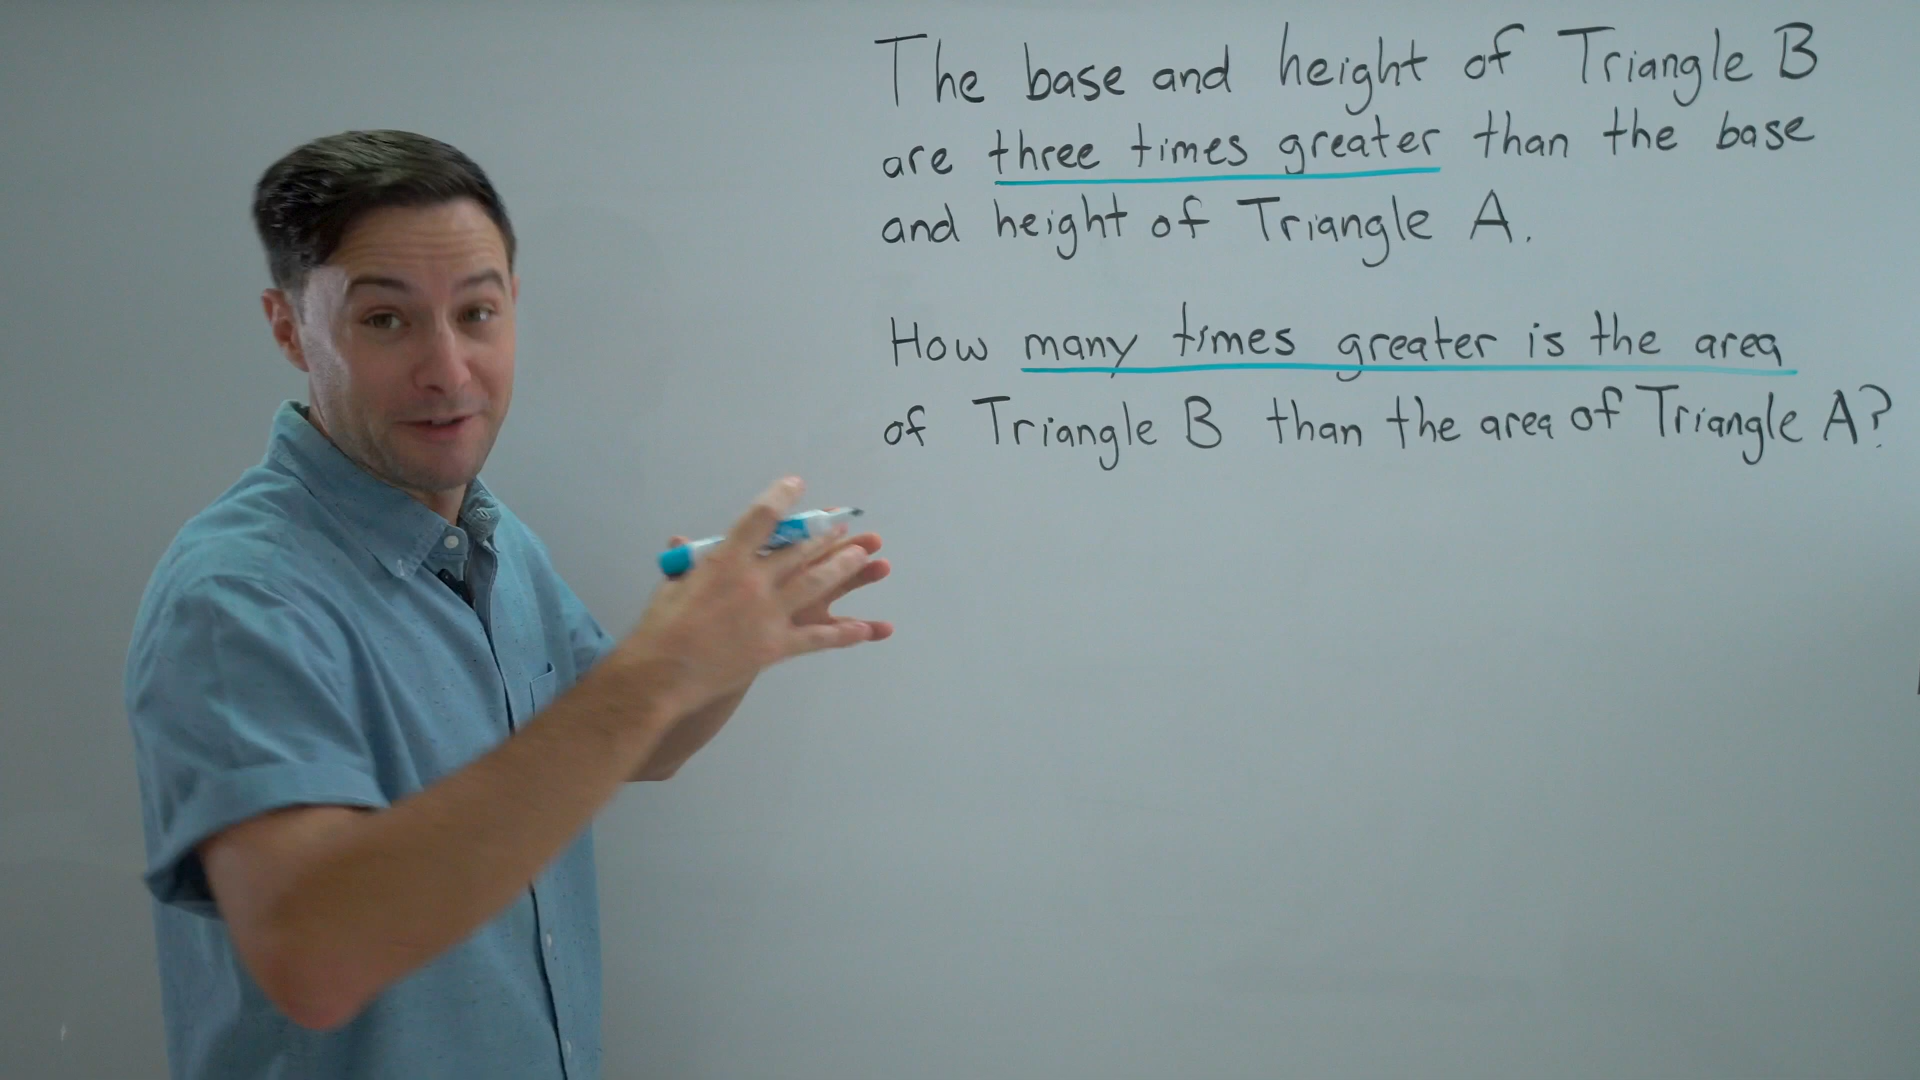 The base and height of Triangle B
are three times greater than the base
and height of Triangle A.
How many times greater is the area
of Triangle B than the area of Triangle A?